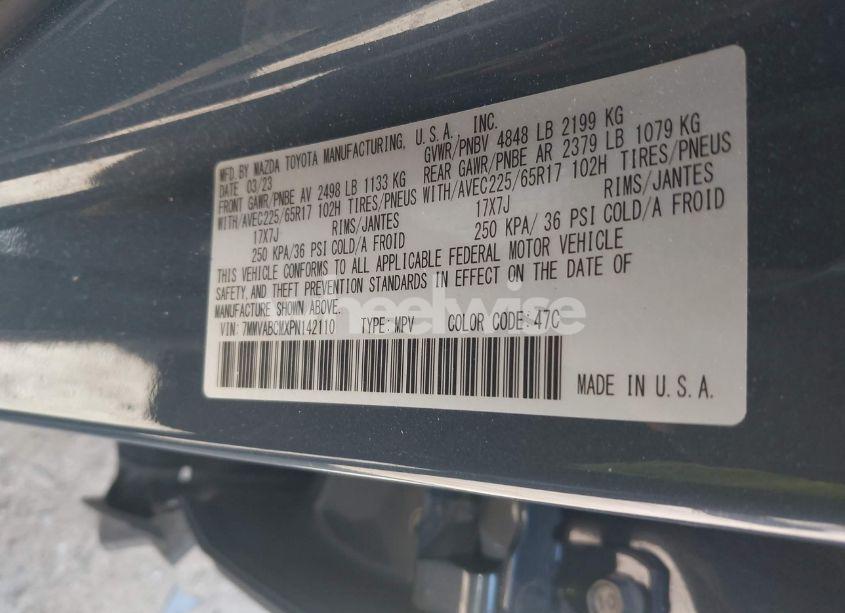 MFD. BY MAZDA TOYOTA MANUFACTURING, U.S.A., INC.
DATE 03/23 GVWR/PNBV 4848 LB 2199 KG
FRONT GAWR/PNBE AV 2498 LB 1133 KG REAR GAWR/PNBE AR 2379 LB 1079 KG
WITH/AVEC225/65R17 102H TIRES/PNEUS WITH/AVEC225/65R17 102H TIRES/PNEUS
17X7J RIMS/JANTES 17X7J RIMS/JANTES
250 KPA/36 PSI COLD/A FROID 250 KPA/ 36 PSI COLD/A FROID
THIS VEHICLE CONFORMS TO ALL APPLICABLE FEDERAL MOTOR VEHICLE
SAFETY, AND THEFT PREVENTION STANDARDS IN EFFECT ON THE DATE OF
MANUFACTURE SHOWN ABOVE.
VIN: 7MMVABCMXPN142110 TYPE: MPV COLOR CODE: 47C
MADE IN U.S.A.